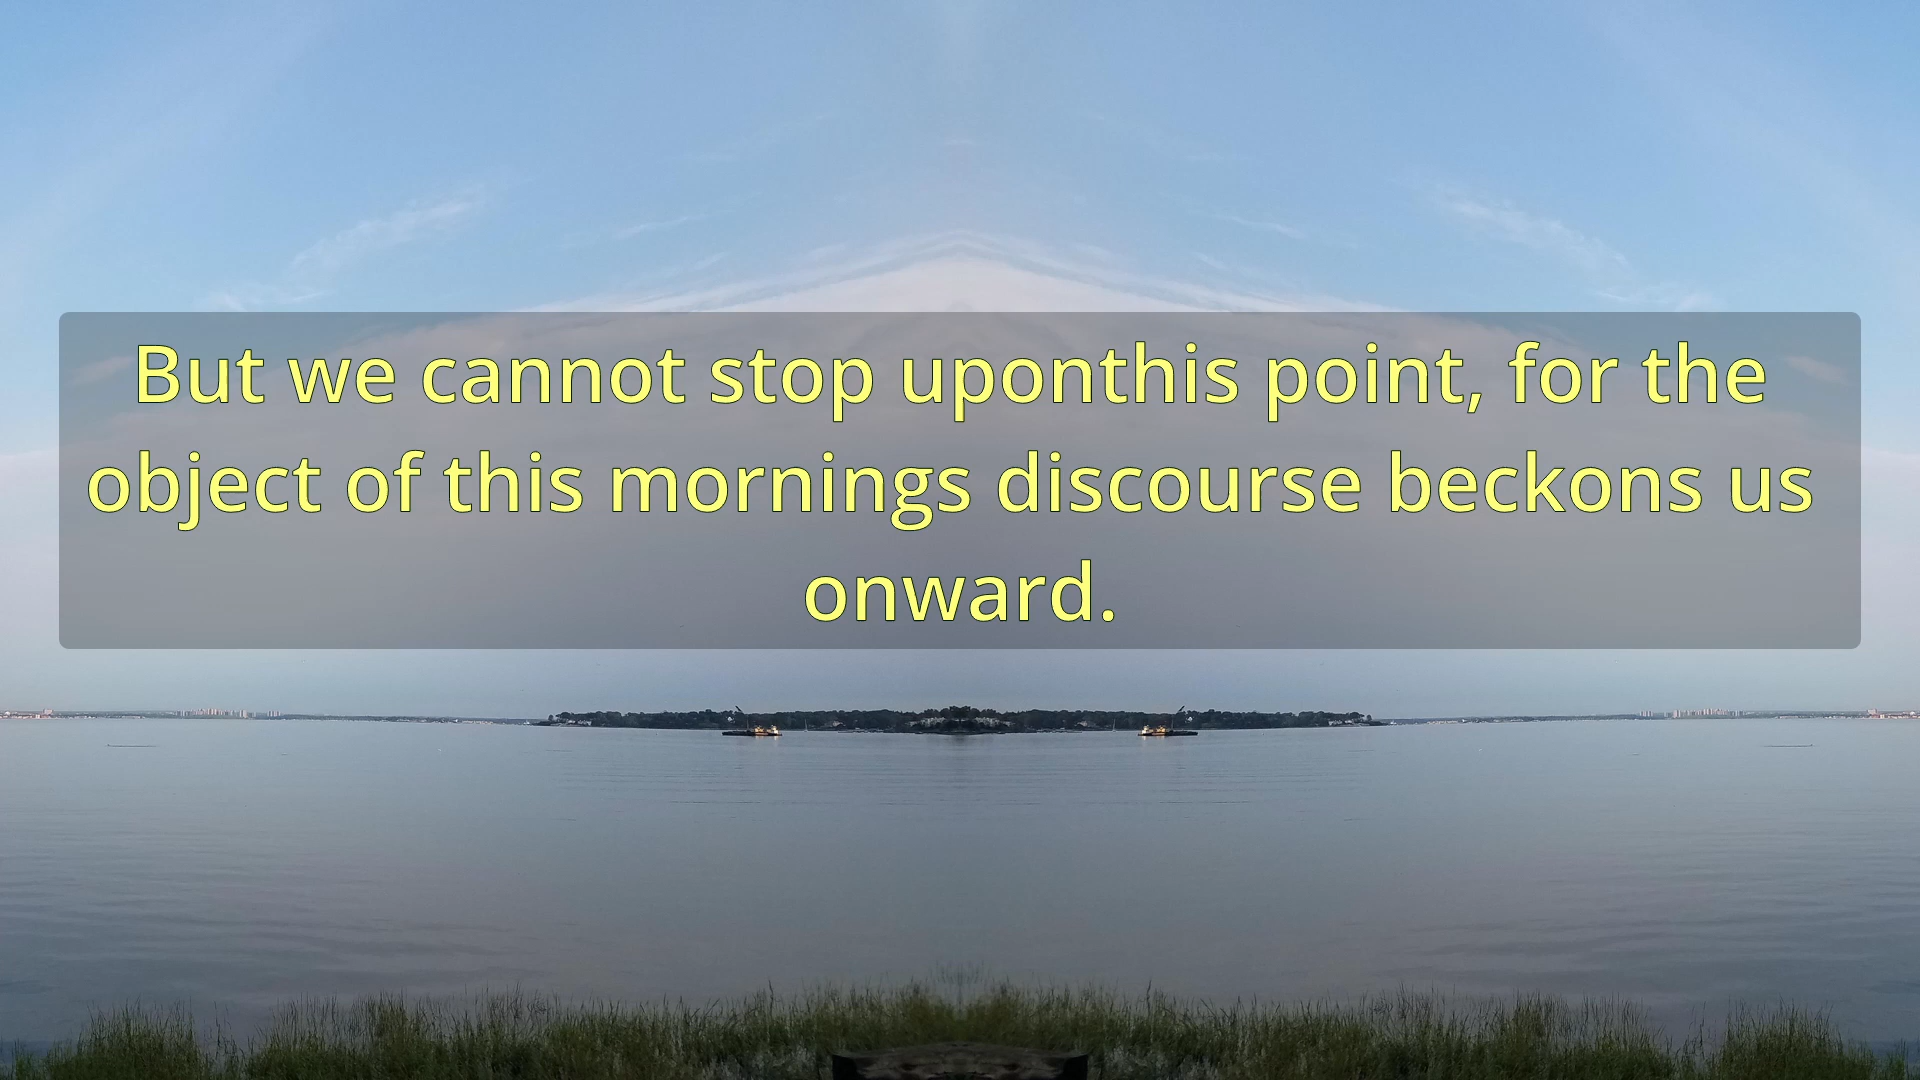 But we cannot stop uponthis point, for the
object of this mornings discourse beckons us
onward.